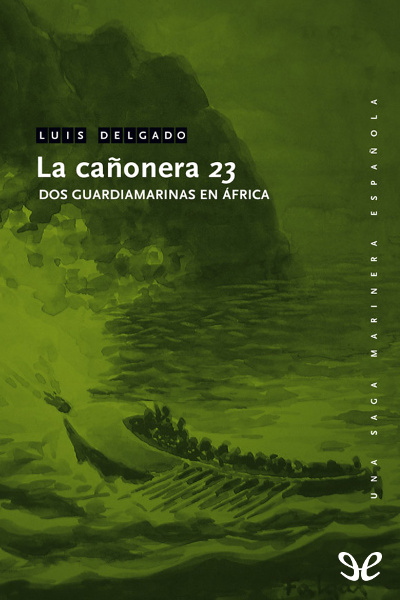 LUIS DELGADO
La cañonera 23
DOS GUARDIAMARINAS EN ÁFRICA
UNA SAGA MARINERA ESPAÑOLA